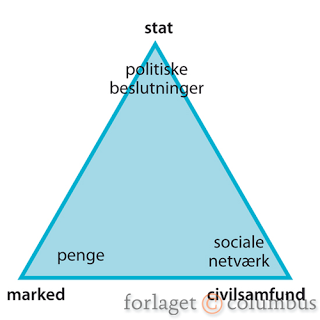 stat
politiske
beslutninger
penge
sociale
netværk
marked
civilsamfund
forlaget © columbus